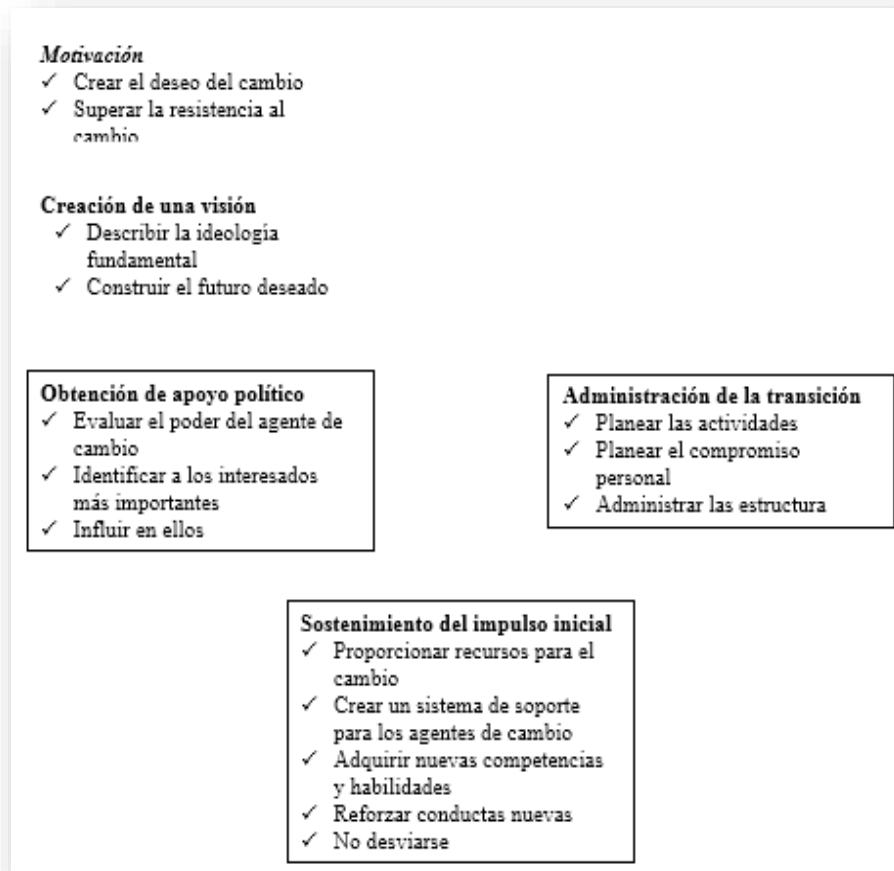 Motivación
✓ Crear el deseo del cambio
✓ Superar la resistencia al
cambio
Creación de una visión
✓ Describir la ideología
fundamental
✓ Construir el futuro deseado
Obtención de apoyo político
✓ Evaluar el poder del agente de
cambio
✓ Identificar a los interesados
más importantes
✓ Influir en ellos
Administración de la transición
✓ Planear las actividades
✓ Planear el compromiso
personal
✓ Administrar las estructura
Sostenimiento del impulso inicial
✓ Proporcionar recursos para el
cambio
✓ Crear un sistema de soporte
para los agentes de cambio
✓ Adquirir nuevas competencias
y habilidades
✓ Reforzar conductas nuevas
✓ No desviarse